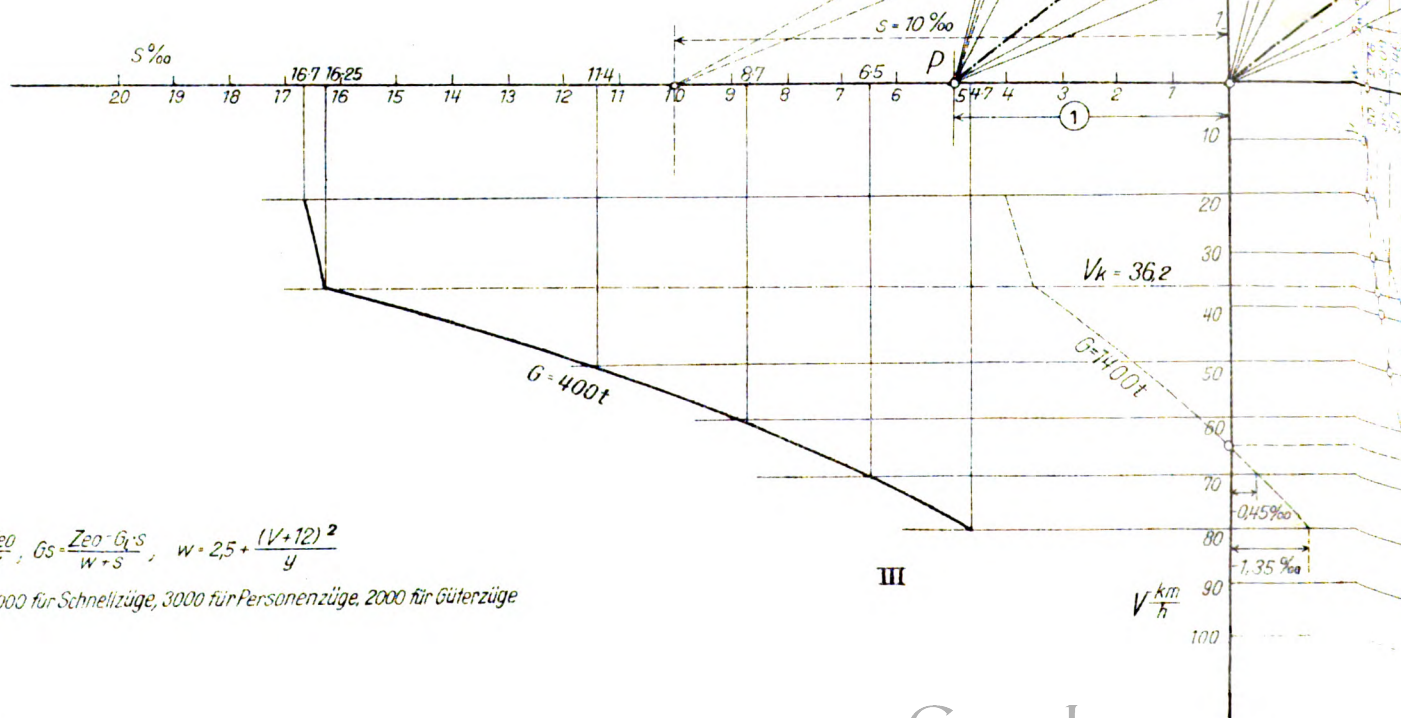 1
s = 10‰
s‰
P
16·7 16,25 11·4 8·7 6·5
20 19 18 17 16 15 14 13 12 11 10 9 8 7 6 5 4·7 4 3 2 1
1
10
20
30
Vk = 36,2
40
G=1400t
50
G = 400t
60
70
0,45‰
80
1,35‰
III
90
V km/h
100
Gs = Zeo - Gₗ·s / w + s , w = 2,5 + (V+12)² / y
000 für Schnellzüge, 3000 für Personenzüge, 2000 für Güterzüge